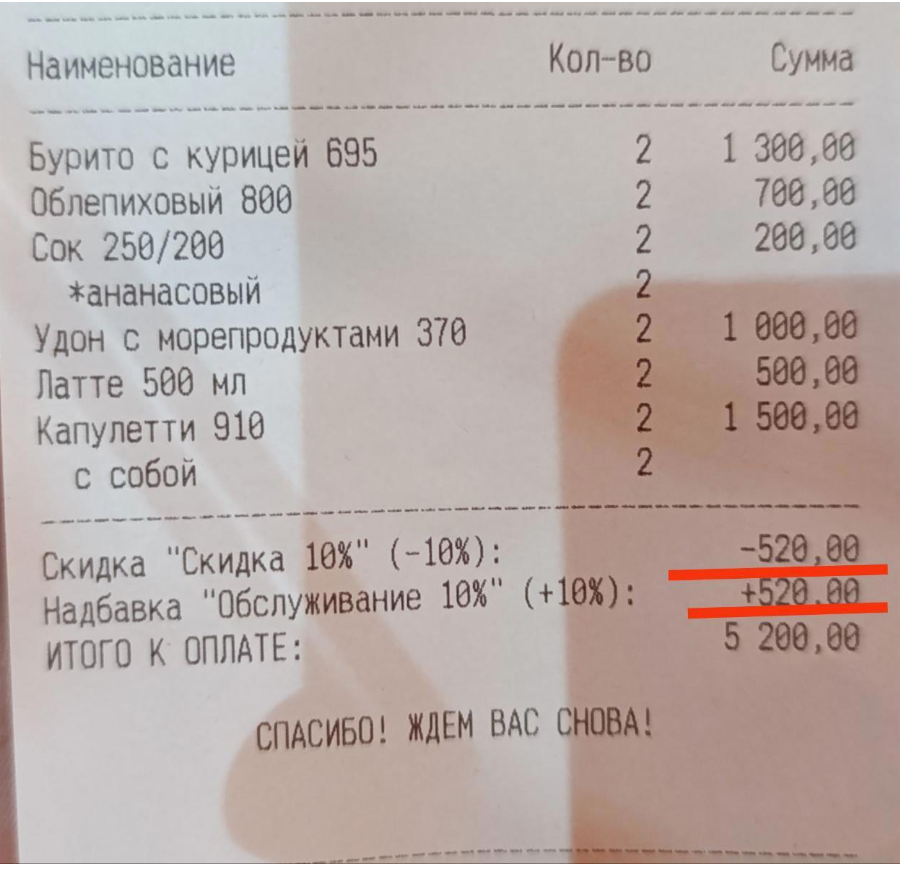 Наименование Кол-во Сумма
Бурито с курицей 695 2 1 300,00
Облепиховый 800 2 700,00
Сок 250/200 2 200,00
*ананасовый 2
Удон с морепродуктами 370 2 1 000,00
Латте 500 мл 2 500,00
Капулетти 910 2 1 500,00
с собой 2
Скидка "Скидка 10%" (-10%): -520,00
Надбавка "Обслуживание 10%" (+10%): +520.00
ИТОГО К ОПЛАТЕ: 5 200,00
СПАСИБО! ЖДЕМ ВАС СНОВА!